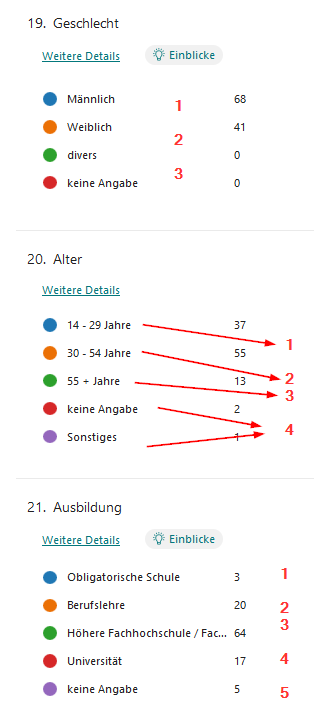 19. Geschlecht
Weitere Details Einblicke
Männlich 1 68
Weiblich 2 41
divers 0
keine Angabe 3 0
20. Alter
Weitere Details
14 - 29 Jahre 37
1
30 - 54 Jahre 55
55 + Jahre 13 2
3
keine Angabe 2
4
Sonstiges 1
21. Ausbildung
Weitere Details Einblicke
Obligatorische Schule 3 1
Berufslehre 20 2
Höhere Fachhochschule / Fac... 64 3
Universität 17 4
keine Angabe 5 5